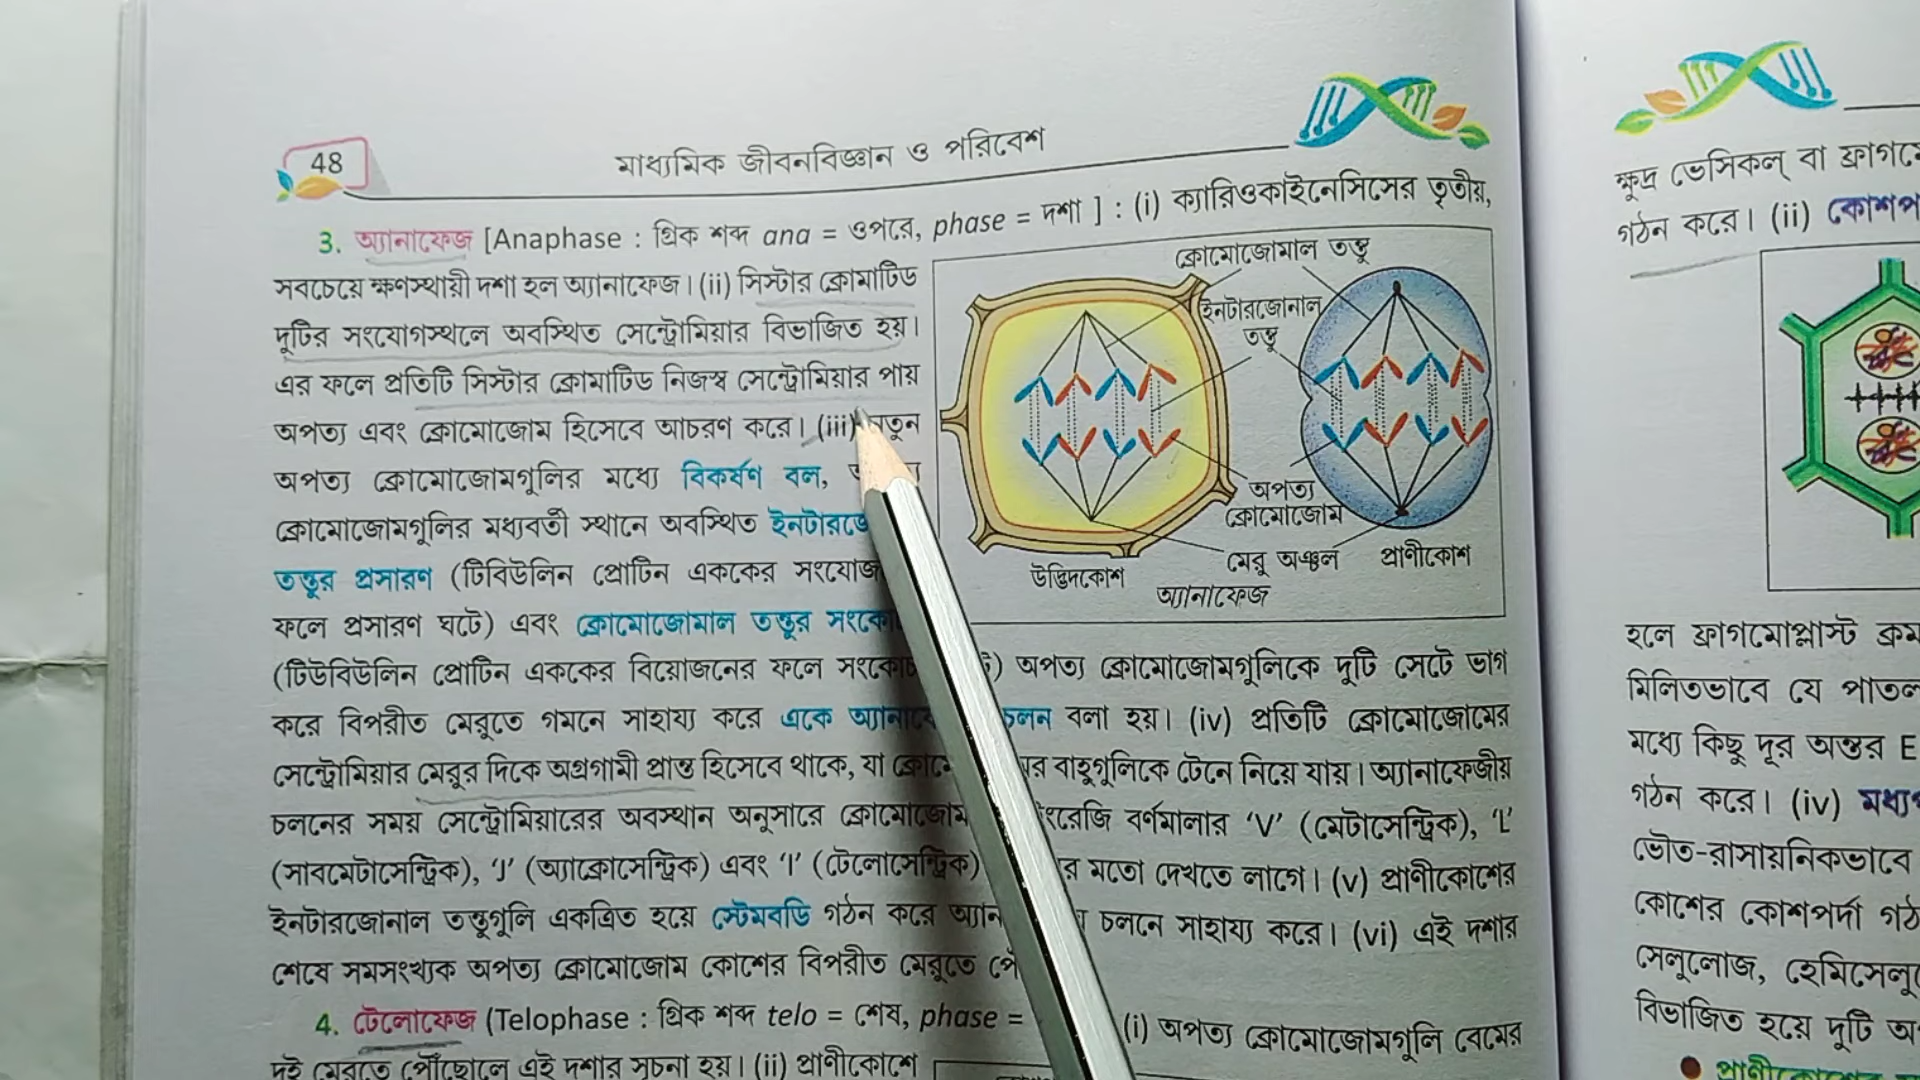 48
মাধ্যমিক জীবনবিজ্ঞান ও পরিবেশ
3. অ্যানাফেজ [Anaphase : গ্রিক শব্দ ana = ওপরে, phase = দশা ] : (i) ক্যারিওকাইনেসিসের তৃতীয়,
সবচেয়ে ক্ষণস্থায়ী দশা হল অ্যানাফেজ। (ii) সিস্টার ক্রোমাটিড
দুটির সংযোগস্থলে অবস্থিত সেন্ট্রোমিয়ার বিভাজিত হয়।
এর ফলে প্রতিটি সিস্টার ক্রোমাটিড নিজস্ব সেন্ট্রোমিয়ার পায়
অপত্য এবং ক্রোমোজোম হিসেবে আচরণ করে। (iii)
অপত্য ক্রোমোজোমগুলির মধ্যে বিকর্ষণ বল,
ক্রোমোজোমগুলির মধ্যবর্তী স্থানে অবস্থিত
তন্তুর প্রসারণ (টিবিউলিন প্রোটিন এককের
ফলে প্রসারণ ঘটে) এবং ক্রোমোজোমাল তন্তুর
(টিউবিউলিন প্রোটিন এককের বিয়োজনের ফলে অপত্য ক্রোমোজোমগুলিকে দুটি সেটে ভাগ
করে বিপরীত মেরুতে গমনে সাহায্য করে একে চলন বলা হয়। (iv) প্রতিটি ক্রোমোজোমের
সেন্ট্রোমিয়ার মেরুর দিকে অগ্রগামী প্রান্ত হিসেবে থাকে, যা বাহুগুলিকে টেনে নিয়ে যায়। অ্যানাফেজীয়
চলনের সময় সেন্ট্রোমিয়ারের অবস্থান অনুসারে ক্রোমোজোম বর্ণমালার ‘V’ (মেটাসেন্ট্রিক), ‘L’
(সাবমেটাসেন্ট্রিক), ‘J’ (অ্যাক্রোসেন্ট্রিক) এবং ‘I’ (টেলোসেন্ট্রিক) মতো দেখতে লাগে। (v) প্রাণীকোশের
ইনটারজোনাল তন্তুগুলি একত্রিত হয়ে স্টেমবডি গঠন করে চলনে সাহায্য করে। (vi) এই দশার
শেষে সমসংখ্যক অপত্য ক্রোমোজোম কোশের বিপরীত মেরুতে
4. টেলোফেজ (Telophase : গ্রিক শব্দ telo = শেষ, phase = (i) অপত্য ক্রোমোজোমগুলি বেমের
দুই মেরুতে পৌঁছোলে এই দশার সূচনা হয়। (ii) প্রাণীকোশে
ক্রোমোজোমাল তন্তু
ইনটারজোনাল
তন্তু
অপত্য
ক্রোমোজোম
মেরু অঞ্চল
প্রাণীকোশ
উদ্ভিদকোশ
অ্যানাফেজ
ক্ষুদ্র ভেসিকল্ বা
গঠন করে। (ii)
হলে ফ্রাগমোপ্লাস্ট
মিলিতভাবে যে
মধ্যে কিছু দূর অন্তর
গঠন করে। (iv)
ভৌত-রাসায়নিকভাবে
কোশের কোশপর্দা
সেলুলোজ,
বিভাজিত হয়ে দুটি